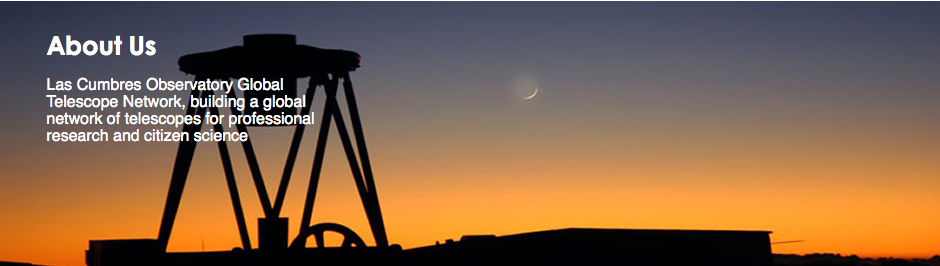 About Us
Las Cumbres Observatory Global
Telescope Network, building a global
network of telescopes for professional
research and citizen science